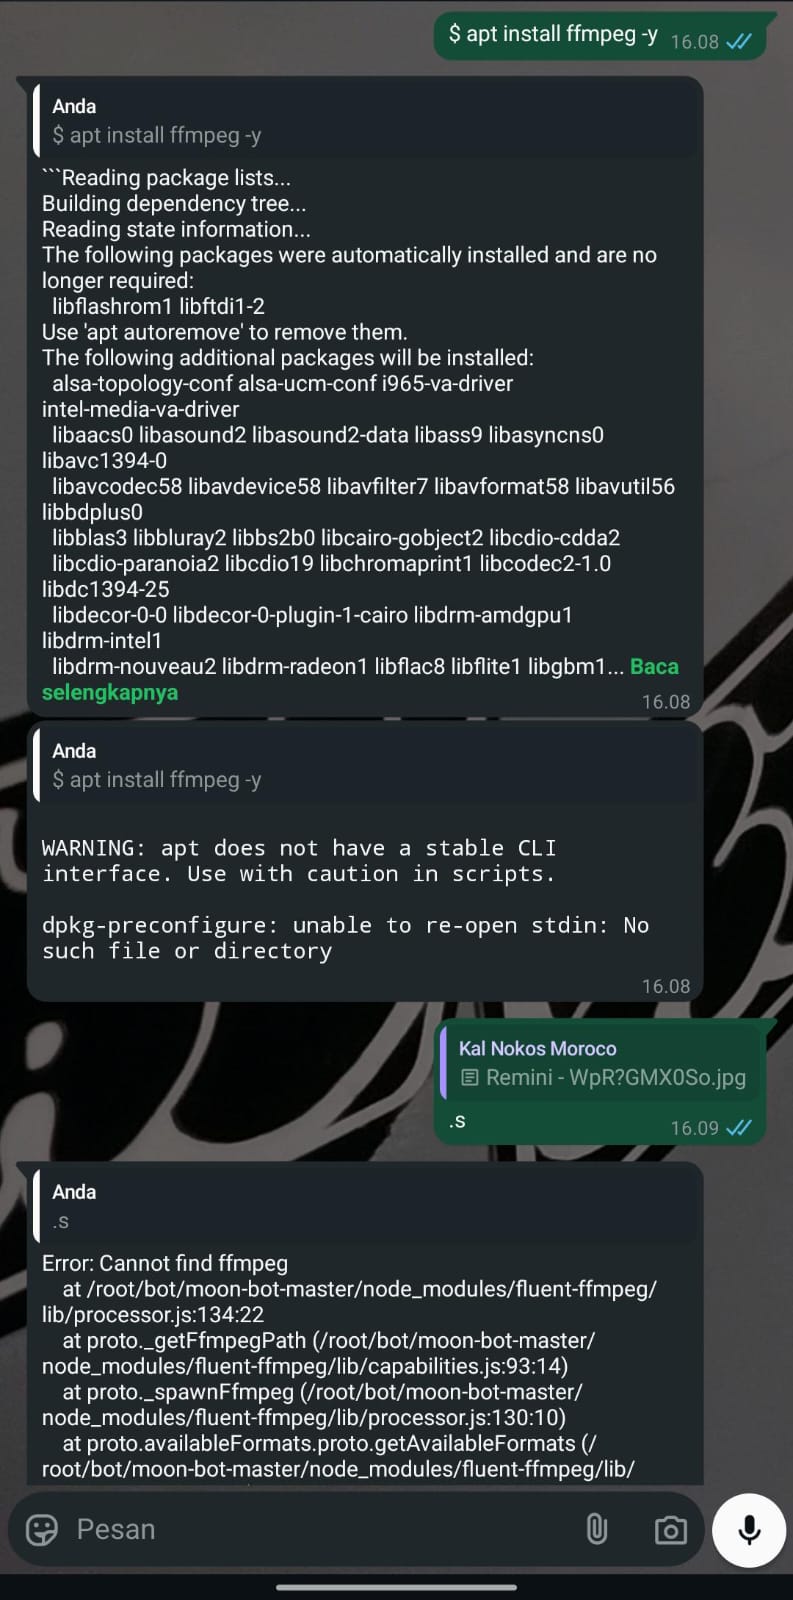 $ apt install ffmpeg -y 16.08
Anda
$ apt install ffmpeg -y
```Reading package lists...
Building dependency tree...
Reading state information...
The following packages were automatically installed and are no
longer required:
libflashrom1 libftdi1-2
Use 'apt autoremove' to remove them.
The following additional packages will be installed:
alsa-topology-conf alsa-ucm-conf i965-va-driver
intel-media-va-driver
libaacs0 libasound2 libasound2-data libass9 libasyncns0
libavc1394-0
libavcodec58 libavdevice58 libavfilter7 libavformat58 libavutil56
libbdplus0
libblas3 libbluray2 libbs2b0 libcairo-gobject2 libcdio-cdda2
libcdio-paranoia2 libcdio19 libchromaprint1 libcodec2-1.0
libdc1394-25
libdecor-0-0 libdecor-0-plugin-1-cairo libdrm-amdgpu1
libdrm-intel1
libdrm-nouveau2 libdrm-radeon1 libflac8 libflite1 libgbm1... Baca
selengkapnya
16.08
Anda
$ apt install ffmpeg -y
WARNING: apt does not have a stable CLI
interface. Use with caution in scripts.
dpkg-preconfigure: unable to re-open stdin: No
such file or directory
16.08
Kal Nokos Moroco
Remini - WpR?GMX0So.jpg
.s 16.09
Anda
.s
Error: Cannot find ffmpeg
at /root/bot/moon-bot-master/node_modules/fluent-ffmpeg/
lib/processor.js:134:22
at proto._getFfmpegPath (/root/bot/moon-bot-master/
node_modules/fluent-ffmpeg/lib/capabilities.js:93:14)
at proto._spawnFfmpeg (/root/bot/moon-bot-master/
node_modules/fluent-ffmpeg/lib/processor.js:130:10)
at proto.availableFormats.proto.getAvailableFormats (/
root/bot/moon-bot-master/node_modules/fluent-ffmpeg/lib/
Pesan